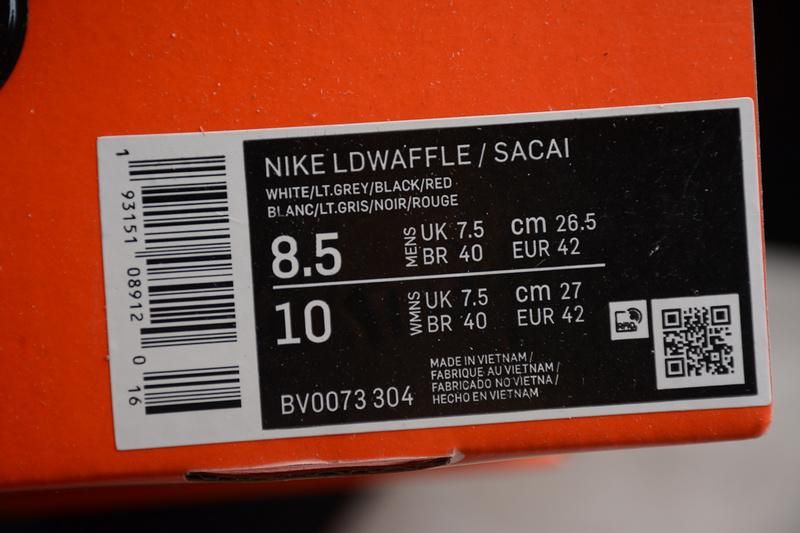 NIKE LDWAFFLE / SACAI
WHITE/LT.GREY/BLACK/RED
BLANC/LT.GRIS/NOIR/ROUGE
8.5 MENS UK 7.5 cm 26.5
BR 40 EUR 42
10 WMNS UK 7.5 cm 27
BR 40 EUR 42
MADE IN VIETNAM /
FABRIQUE AU VIETNAM /
FABRICADO NO VIETNA /
HECHO EN VIETNAM
BV0073 304
1 93151 08912 0 16